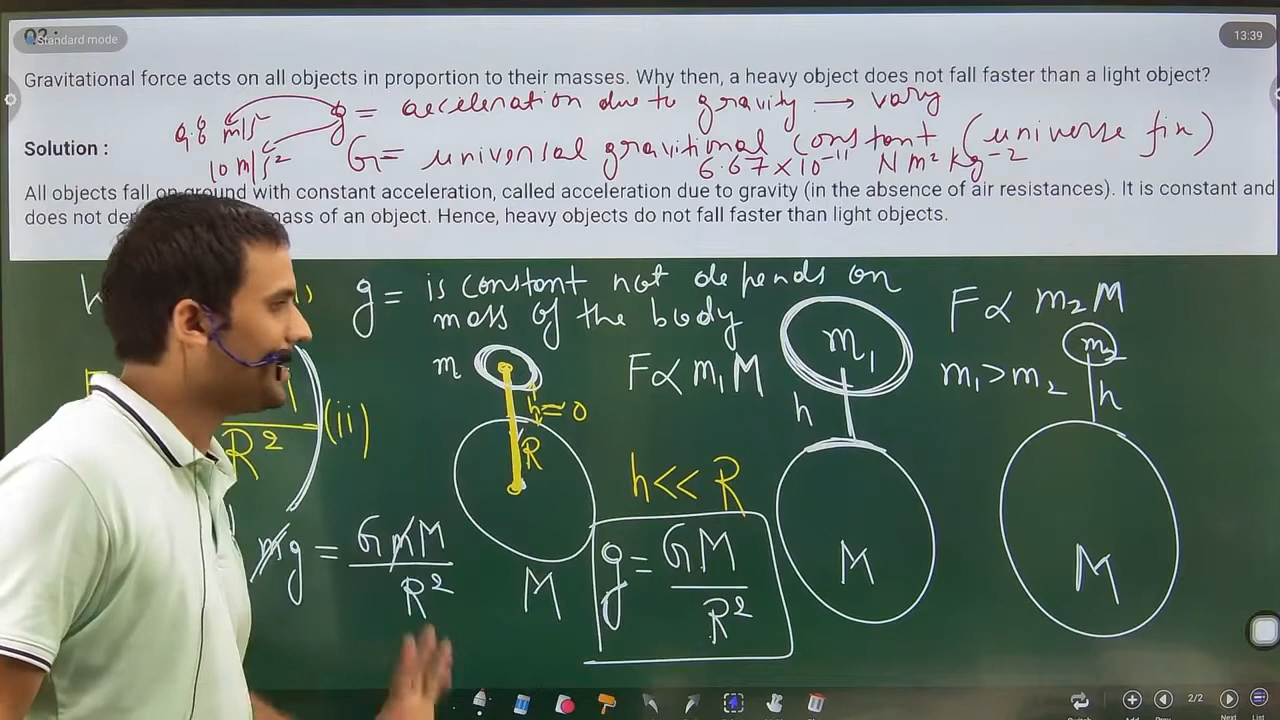 Q2 :
Standard mode
13:39
Gravitational force acts on all objects in proportion to their masses. Why then, a heavy object does not fall faster than a light object?
g = acceleration due to gravity → vary
9.8 m/s²
10 m/s²
Solution :
G = universal gravitional constant (universe fix)
6.67 × 10⁻¹¹ N m² kg⁻²
All objects fall on ground with constant acceleration, called acceleration due to gravity (in the absence of air resistances). It is constant and
does not mass of an object. Hence, heavy objects do not fall faster than light objects.
g = is constant not depends on
mass of the body
m
h = 0
R
M
R²
(ii)
mg = GmM / R²
F ∝ m₁M
h << R
g = GM / R²
m₁
h
M
F ∝ m₂M
m₁ > m₂
m₂
h
M
2/2
Next
List